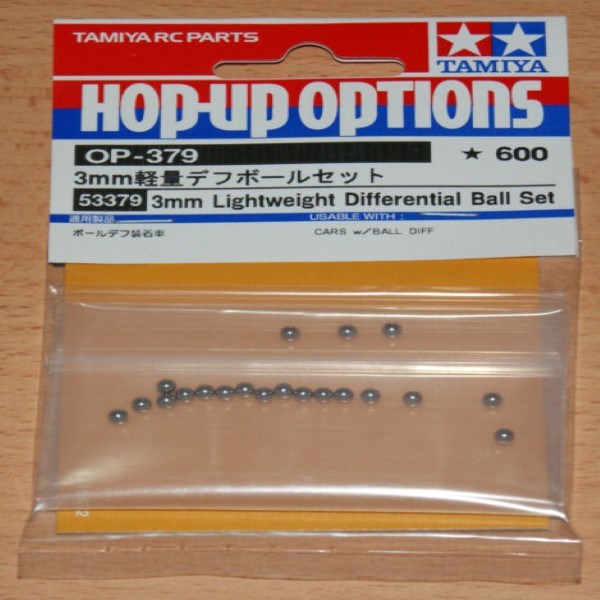 TAMIYA RC PARTS
TAMIYA
HOP-UP OPTIONS
OP-379
★ 600
3mm軽量デフボールセット
53379 3mm Lightweight Differential Ball Set
適用製品 USABLE WITH :
ボールデフ装着車 CARS w/BALL DIFF